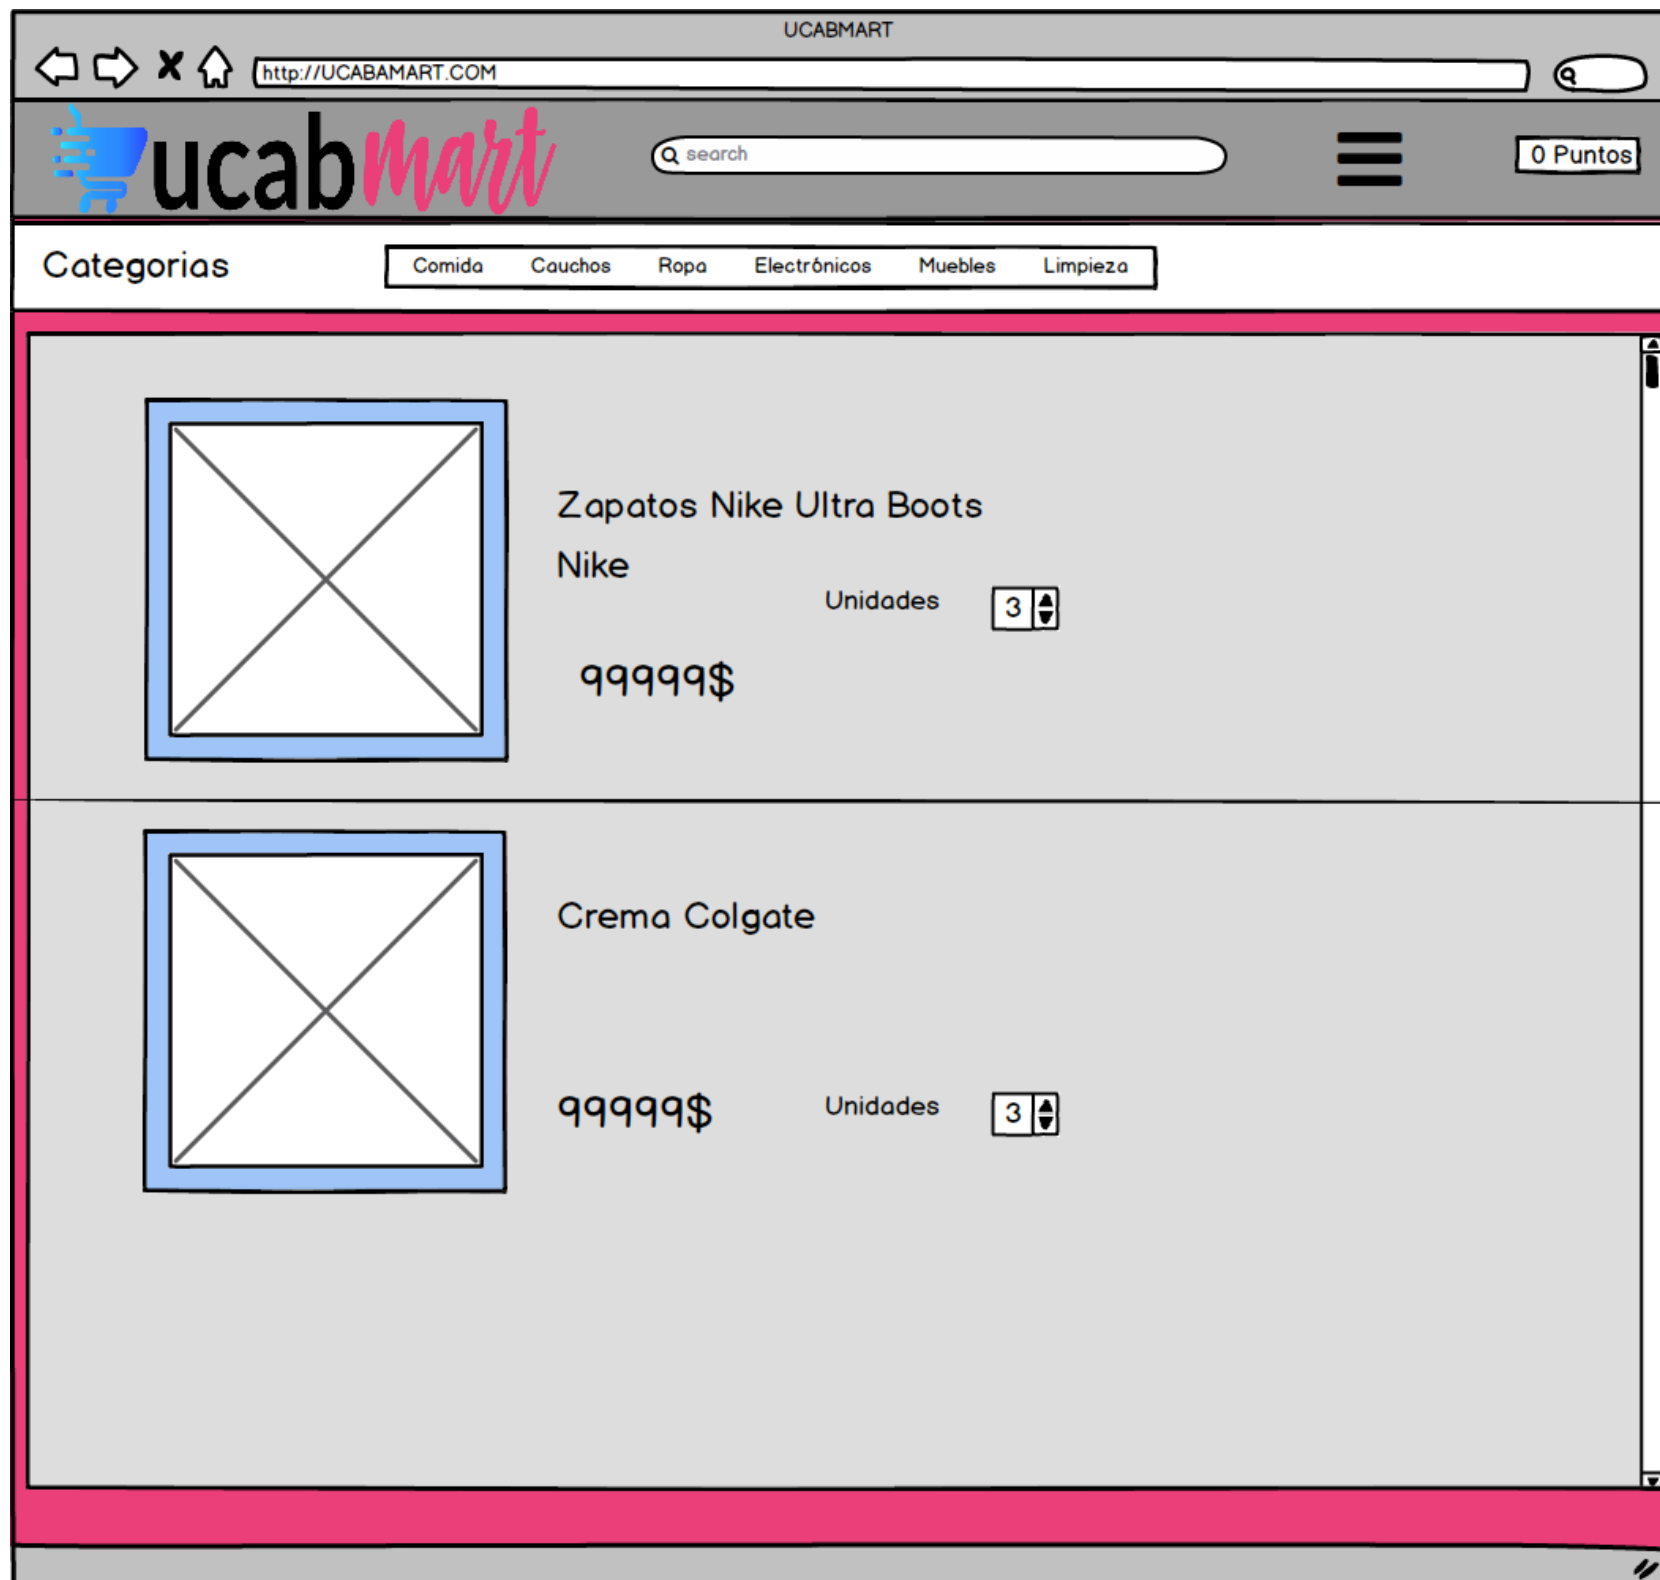 UCABMART
http://UCABAMART.COM
ucabmart
search
0 Puntos
Categorias
Comida Cauchos Ropa Electrónicos Muebles Limpieza
Zapatos Nike Ultra Boots
Nike
Unidades 3
99999$
Crema Colgate
99999$ Unidades 3